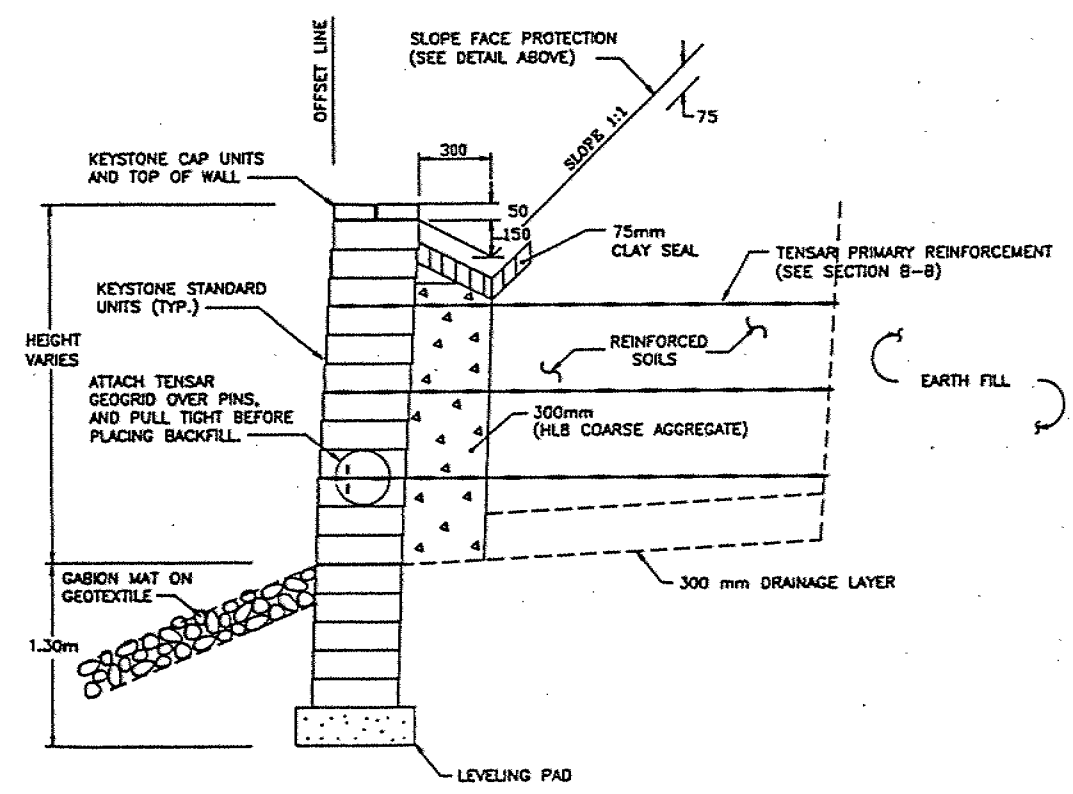 OFFSET LINE
SLOPE FACE PROTECTION
(SEE DETAIL ABOVE)
SLOPE 1:1
75
300
KEYSTONE CAP UNITS
AND TOP OF WALL
50
150
75mm
CLAY SEAL
TENSAR PRIMARY REINFORCEMENT
(SEE SECTION B-B)
KEYSTONE STANDARD
UNITS (TYP.)
HEIGHT
VARIES
REINFORCED
SOILS
EARTH FILL
ATTACH TENSAR
GEOGRID OVER PINS,
AND PULL TIGHT BEFORE
PLACING BACKFILL.
300mm
(HL8 COARSE AGGREGATE)
GABION MAT ON
GEOTEXTILE
300 mm DRAINAGE LAYER
1.30m
LEVELING PAD